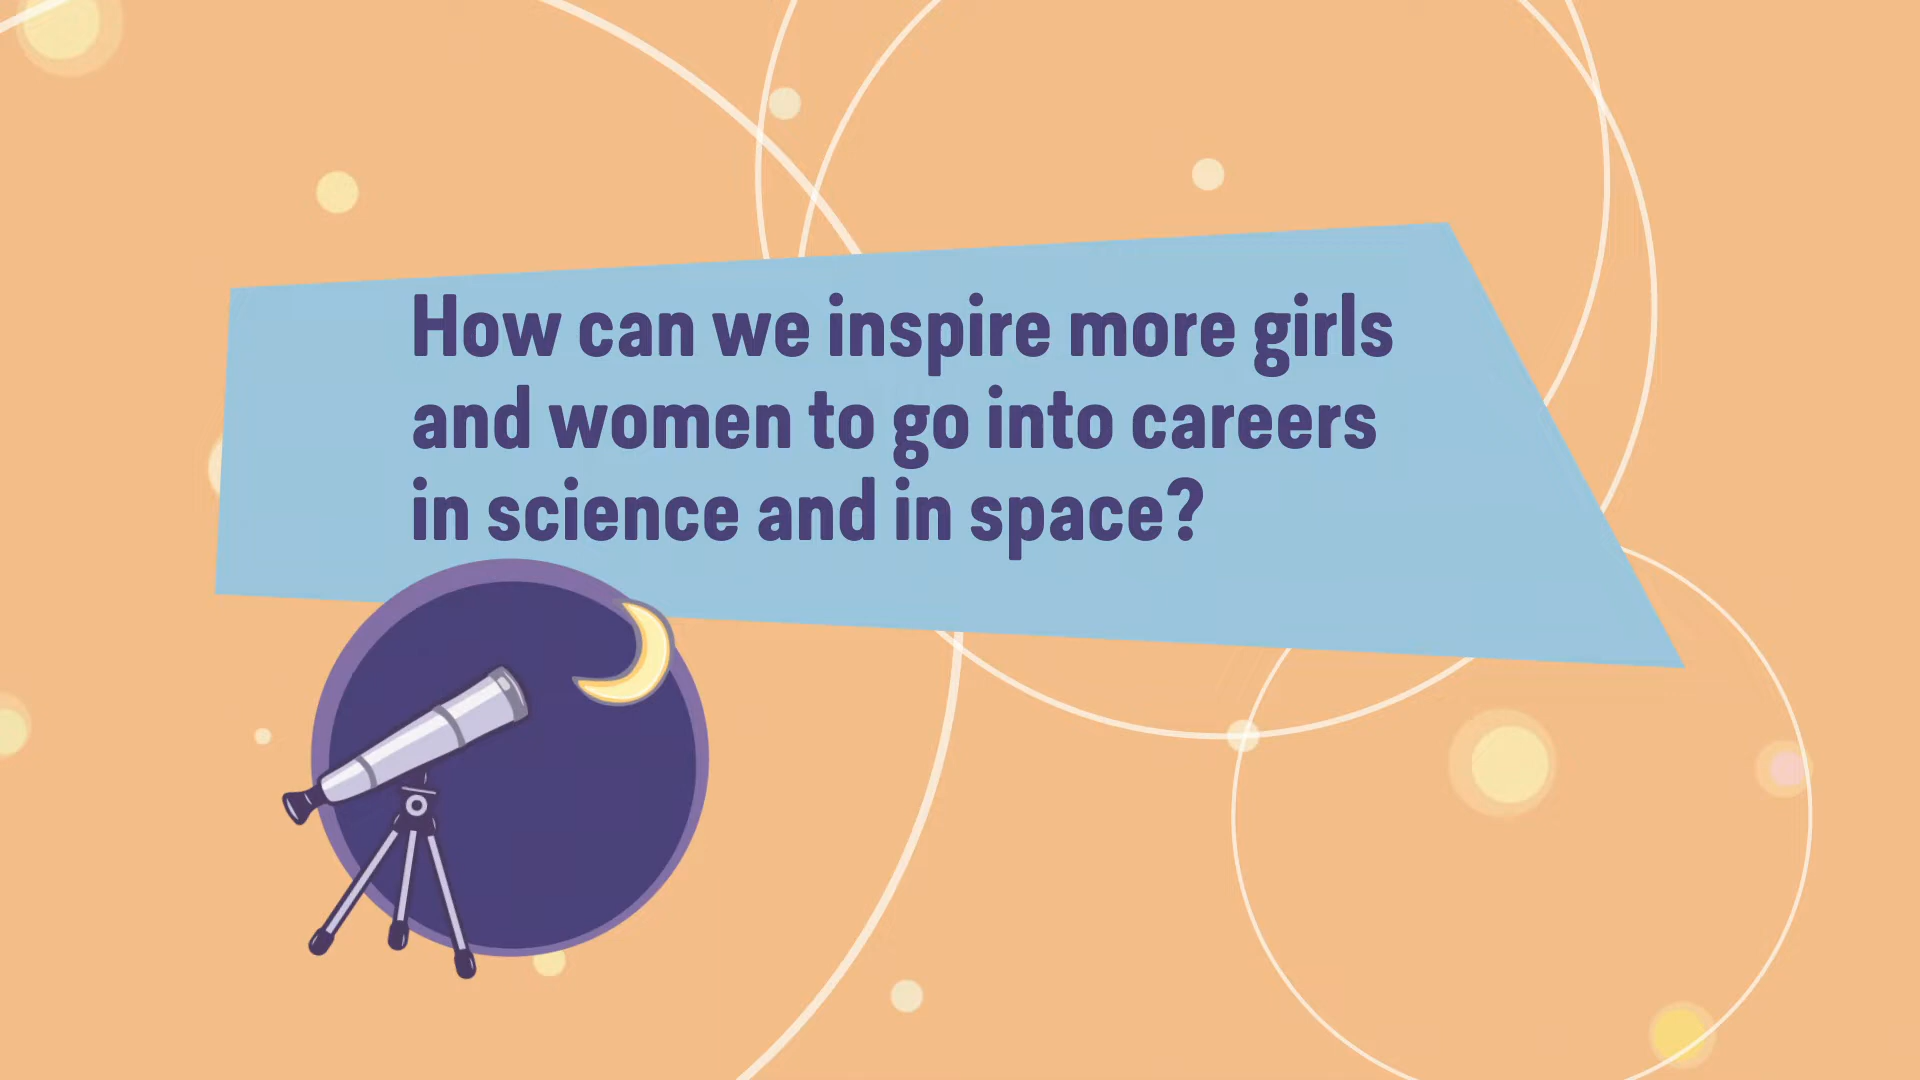 How can we inspire more girls
and women to go into careers
in science and in space?